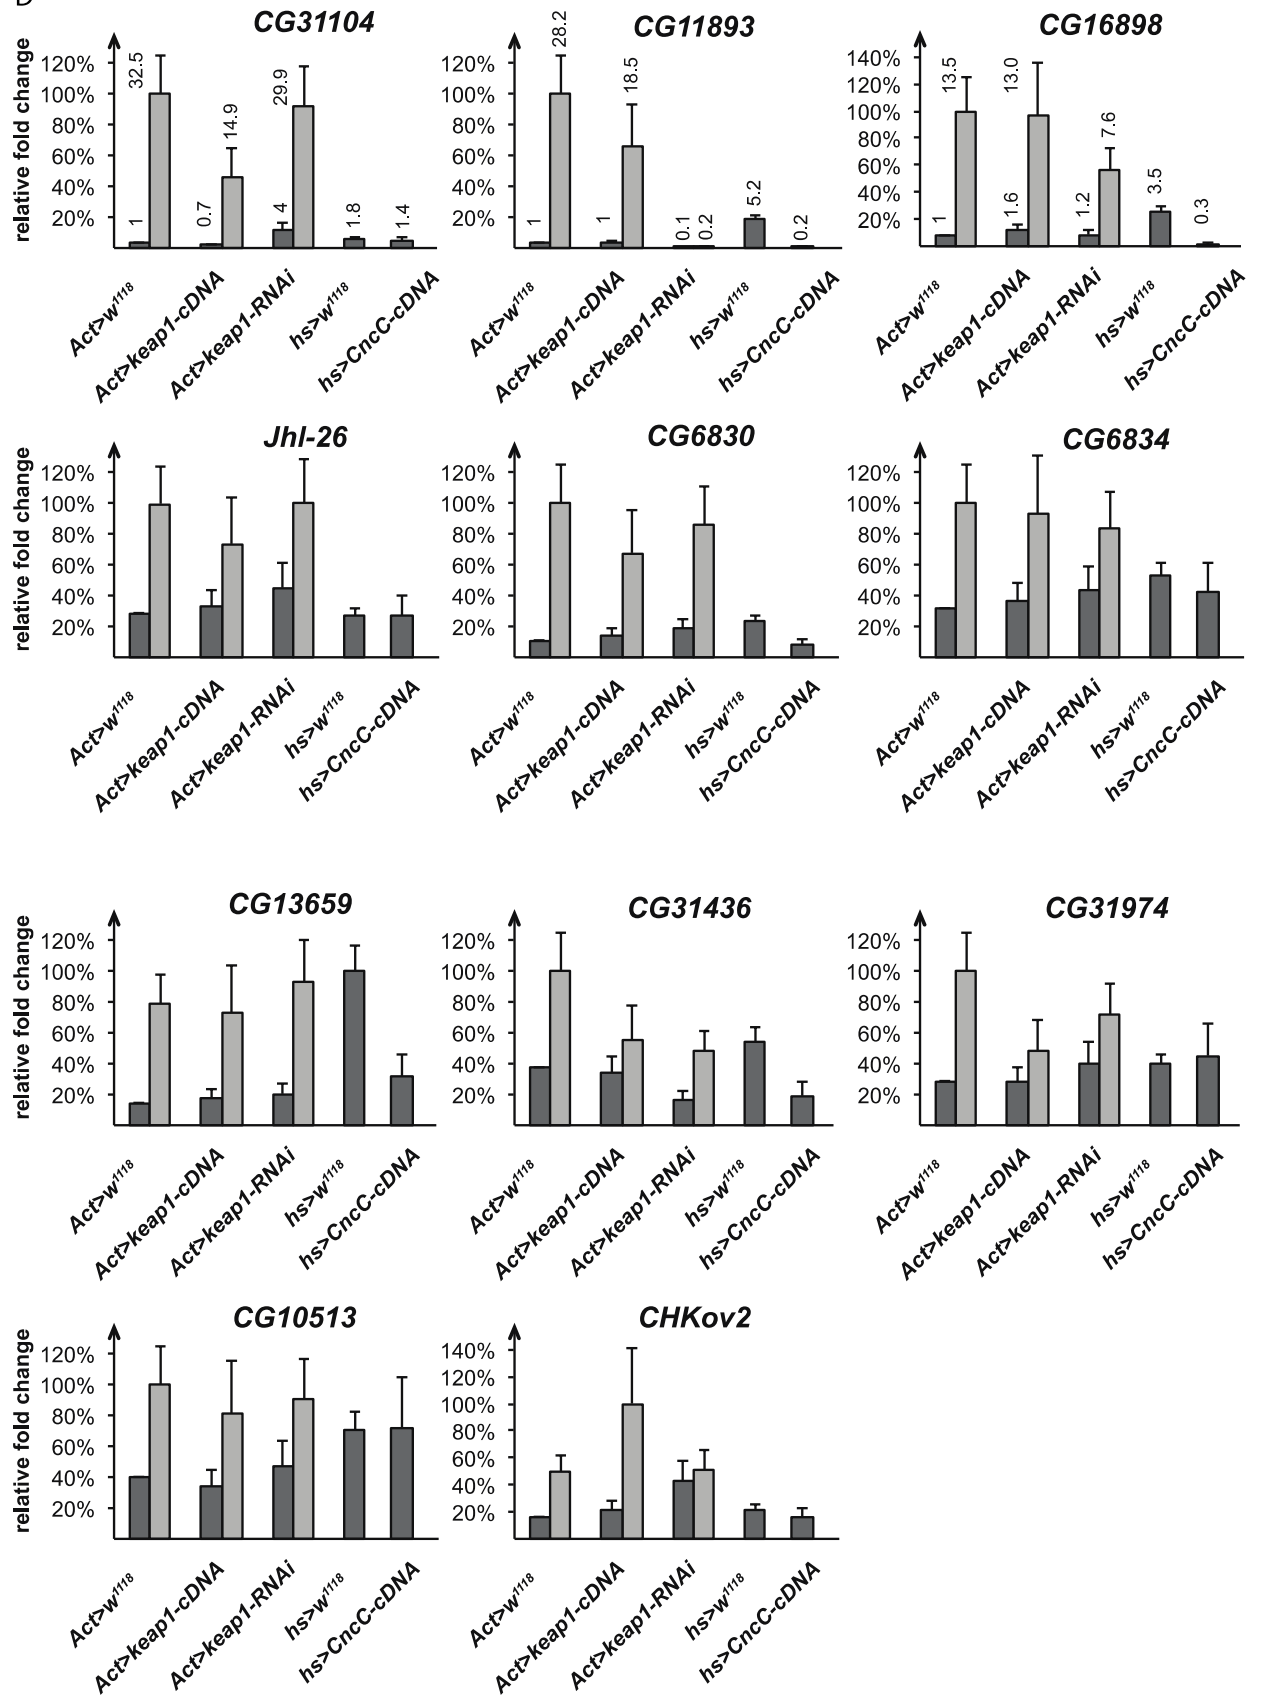 D
CG31104
relative fold change
120%
100%
80%
60%
40%
20%
1
32.5
0.7
14.9
4
29.9
1.8
1.4
Act>w1118
Act>keap1-cDNA
Act>keap1-RNAi
hs>w1118
hs>CncC-cDNA
CG11893
120%
100%
80%
60%
40%
20%
1
28.2
1
18.5
0.1
0.2
5.2
0.2
Act>w1118
Act>keap1-cDNA
Act>keap1-RNAi
hs>w1118
hs>CncC-cDNA
CG16898
140%
120%
100%
80%
60%
40%
20%
1
13.5
1.6
13.0
1.2
7.6
3.5
0.3
Act>w1118
Act>keap1-cDNA
Act>keap1-RNAi
hs>w1118
hs>CncC-cDNA
JhI-26
relative fold change
120%
100%
80%
60%
40%
20%
Act>w1118
Act>keap1-cDNA
Act>keap1-RNAi
hs>w1118
hs>CncC-cDNA
CG6830
120%
100%
80%
60%
40%
20%
Act>w1118
Act>keap1-cDNA
Act>keap1-RNAi
hs>w1118
hs>CncC-cDNA
CG6834
120%
100%
80%
60%
40%
20%
Act>w1118
Act>keap1-cDNA
Act>keap1-RNAi
hs>w1118
hs>CncC-cDNA
CG13659
relative fold change
120%
100%
80%
60%
40%
20%
Act>w1118
Act>keap1-cDNA
Act>keap1-RNAi
hs>w1118
hs>CncC-cDNA
CG31436
120%
100%
80%
60%
40%
20%
Act>w1118
Act>keap1-cDNA
Act>keap1-RNAi
hs>w1118
hs>CncC-cDNA
CG31974
120%
100%
80%
60%
40%
20%
Act>w1118
Act>keap1-cDNA
Act>keap1-RNAi
hs>w1118
hs>CncC-cDNA
CG10513
relative fold change
120%
100%
80%
60%
40%
20%
Act>w1118
Act>keap1-cDNA
Act>keap1-RNAi
hs>w1118
hs>CncC-cDNA
CHKov2
140%
120%
100%
80%
60%
40%
20%
Act>w1118
Act>keap1-cDNA
Act>keap1-RNAi
hs>w1118
hs>CncC-cDNA